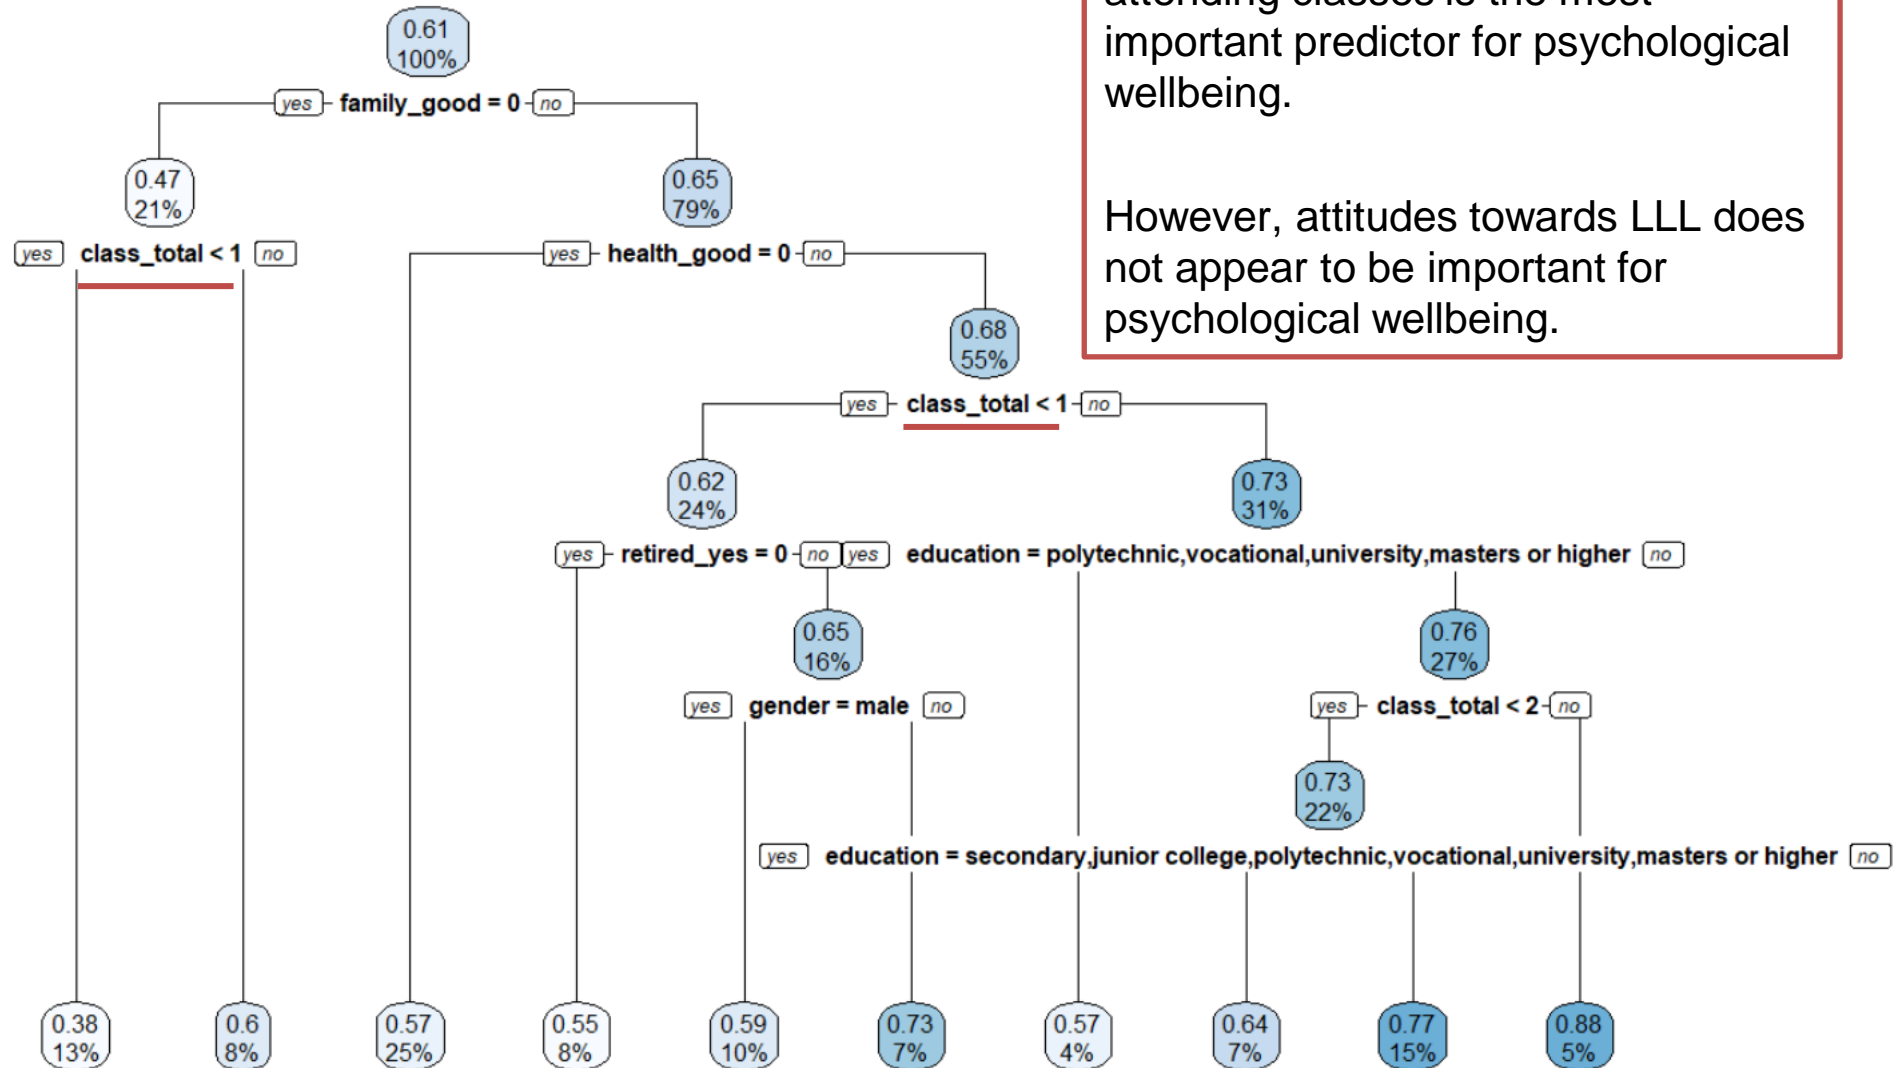 attending classes is the most
important predictor for psychological
wellbeing.
However, attitudes towards LLL does
not appear to be important for
psychological wellbeing.
0.61
100%
yes family_good = 0 no
0.47
21%
0.65
79%
yes class_total < 1 no
yes health_good = 0 no
0.68
55%
yes class_total < 1 no
0.62
24%
0.73
31%
yes retired_yes = 0 no
yes education = polytechnic,vocational,university,masters or higher no
0.65
16%
0.76
27%
yes gender = male no
yes class_total < 2 no
0.73
22%
yes education = secondary,junior college,polytechnic,vocational,university,masters or higher no
0.38
13%
0.6
8%
0.57
25%
0.55
8%
0.59
10%
0.73
7%
0.57
4%
0.64
7%
0.77
15%
0.88
5%